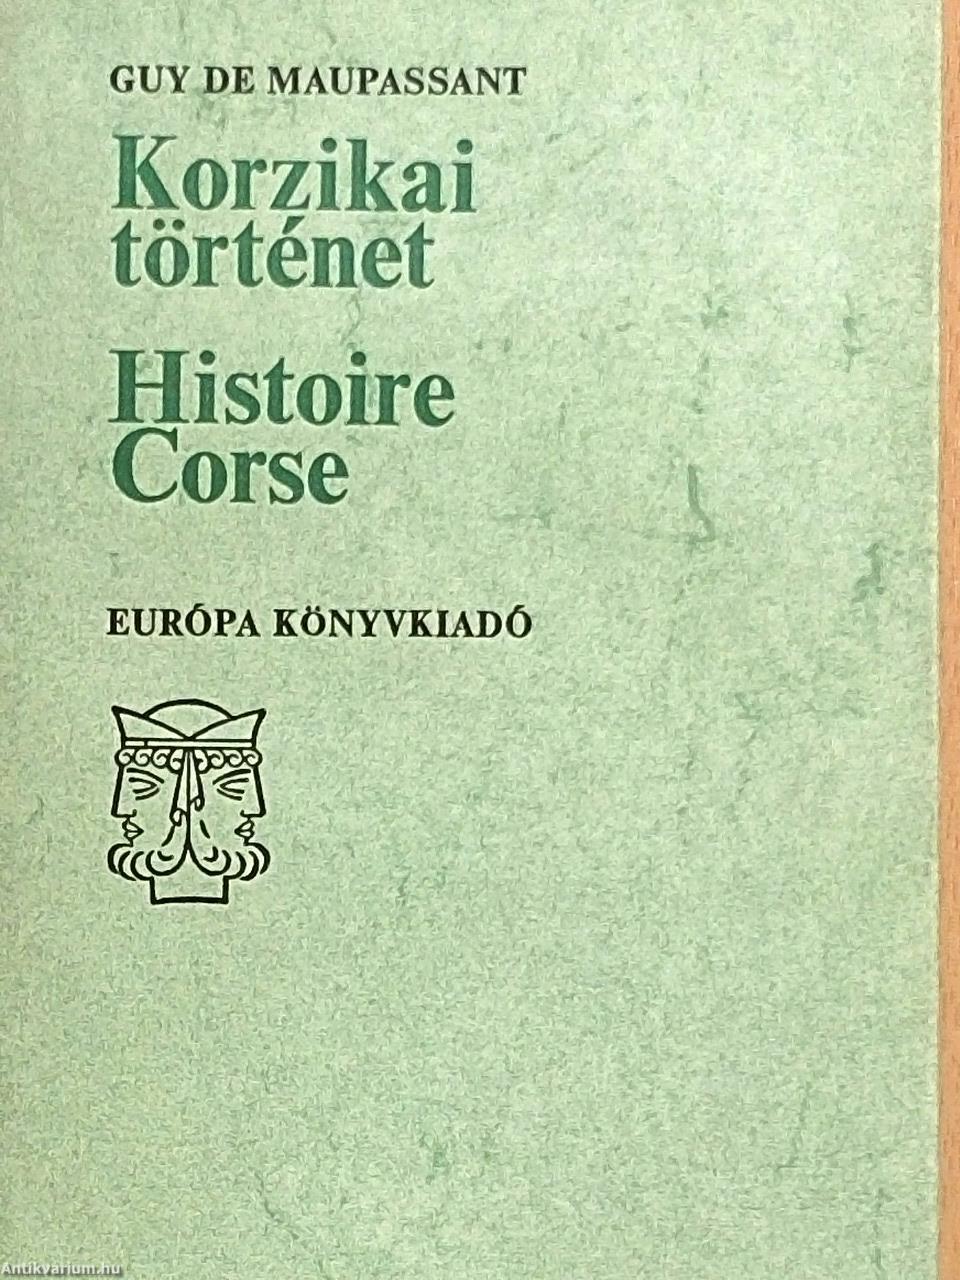 GUY DE MAUPASSANT
Korzikai
történet
Histoire
Corse
EURÓPA KÖNYVKIADÓ
Antikvarium.hu